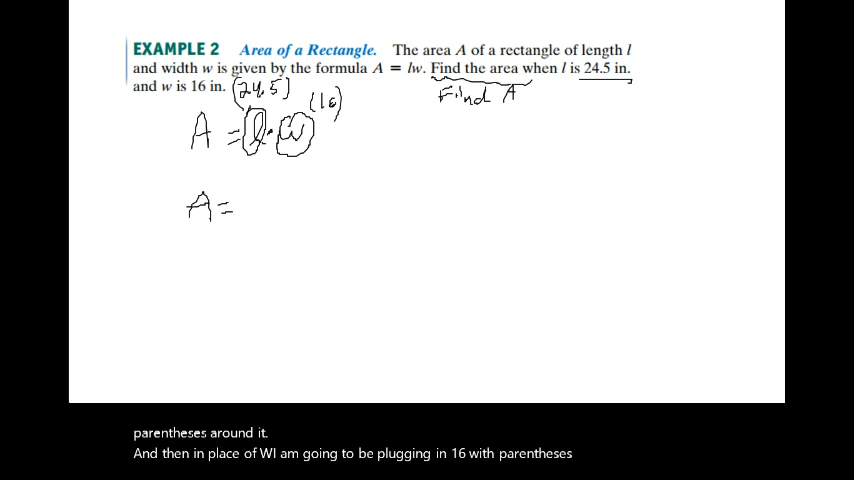 EXAMPLE 2 Area of a Rectangle. The area A of a rectangle of length l
and width w is given by the formula A = lw. Find the area when l is 24.5 in.
and w is 16 in. (24.5) (16) Find A
A = l · w
A =
parentheses around it.
And then in place of WI am going to be plugging in 16 with parentheses